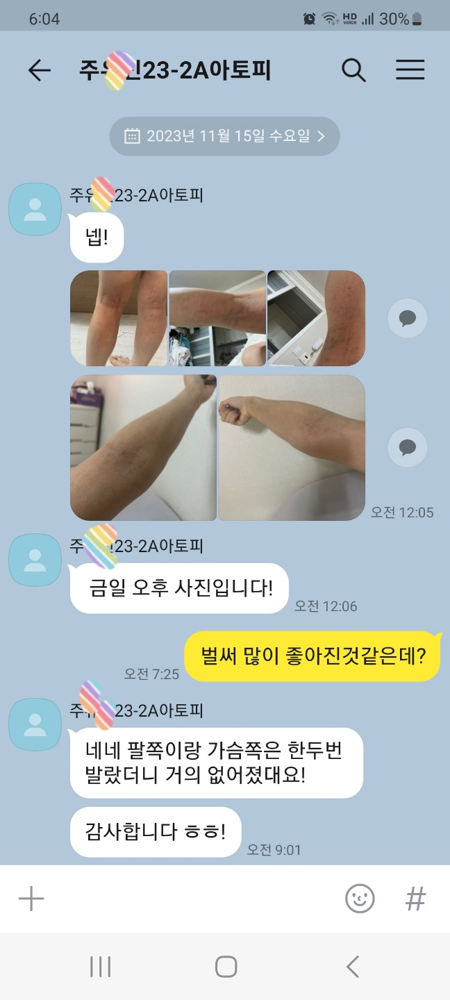 6:04
HD voice 30%
주 23-2A아토피
2023년 11월 15일 수요일 >
주 23-2A아토피
넵!
오전 12:05
주 23-2A아토피
금일 오후 사진입니다!
오전 12:06
벌써 많이 좋아진것같은데?
오전 7:25
주 23-2A아토피
네네 팔쪽이랑 가슴쪽은 한두번
발랐더니 거의 없어졌대요!
감사합니다 ㅎㅎ!
오전 9:01
+ #